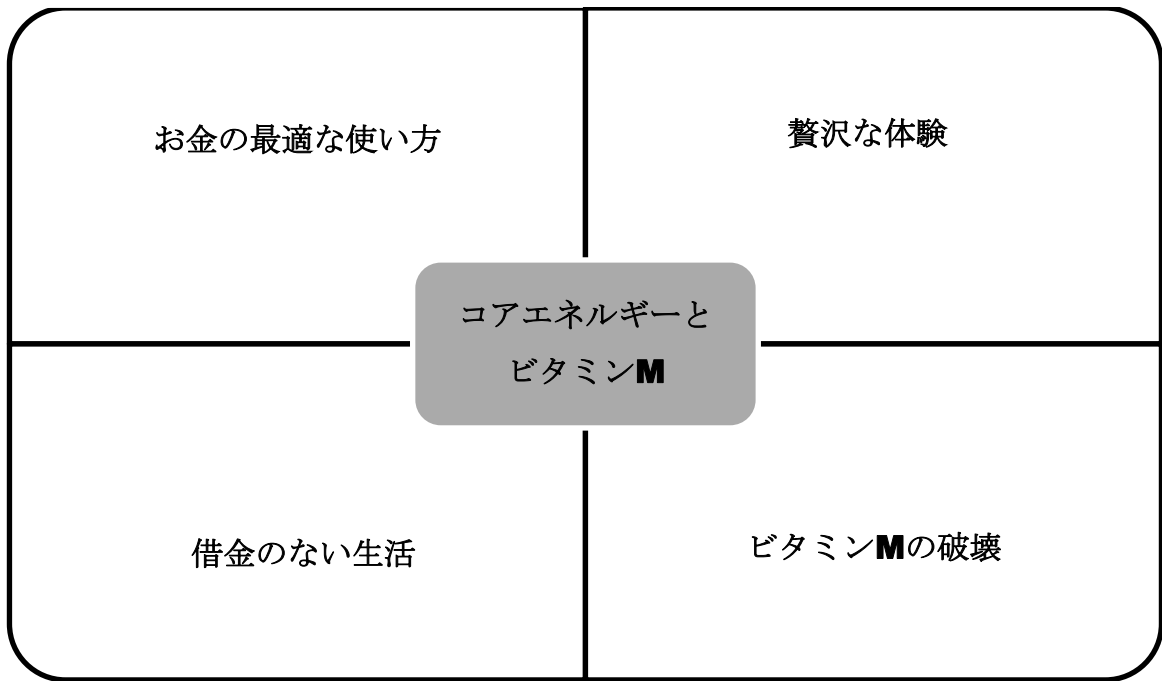 お金の最適な使い方
贅沢な体験
コアエネルギーと
ビタミンM
借金のない生活
ビタミンMの破壊